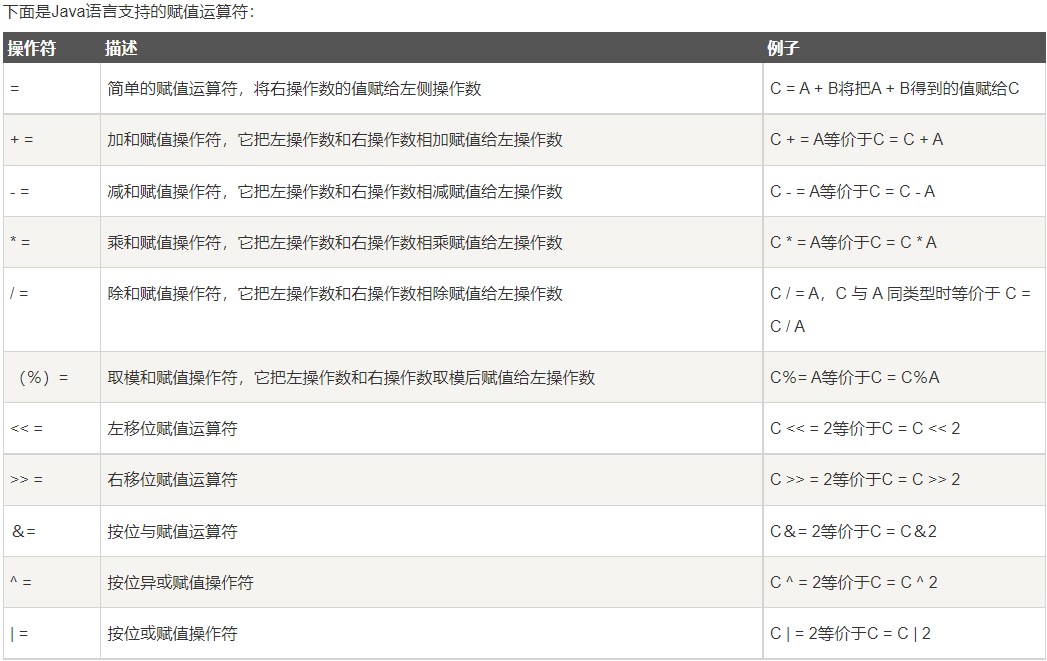 下面是Java语言支持的赋值运算符：
操作符 描述 例子
= 简单的赋值运算符，将右操作数的值赋给左侧操作数 C = A + B将把A + B得到的值赋给C
+ = 加和赋值操作符，它把左操作数和右操作数相加赋值给左操作数 C + = A等价于C = C + A
- = 减和赋值操作符，它把左操作数和右操作数相减赋值给左操作数 C - = A等价于C = C - A
* = 乘和赋值操作符，它把左操作数和右操作数相乘赋值给左操作数 C * = A等价于C = C * A
/ = 除和赋值操作符，它把左操作数和右操作数相除赋值给左操作数 C / = A，C 与 A 同类型时等价于 C =
C / A
（%）= 取模和赋值操作符，它把左操作数和右操作数取模后赋值给左操作数 C%= A等价于C = C%A
<< = 左移位赋值运算符 C << = 2等价于C = C << 2
>> = 右移位赋值运算符 C >> = 2等价于C = C >> 2
＆= 按位与赋值运算符 C＆= 2等价于C = C＆2
^ = 按位异或赋值操作符 C ^ = 2等价于C = C ^ 2
| = 按位或赋值操作符 C | = 2等价于C = C | 2